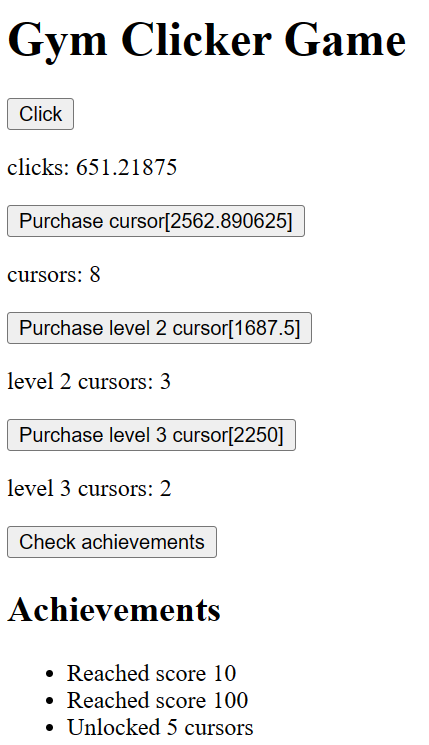 Gym Clicker Game
Click
clicks: 651.21875
Purchase cursor[2562.890625]
cursors: 8
Purchase level 2 cursor[1687.5]
level 2 cursors: 3
Purchase level 3 cursor[2250]
level 3 cursors: 2
Check achievements
Achievements
• Reached score 10
• Reached score 100
• Unlocked 5 cursors